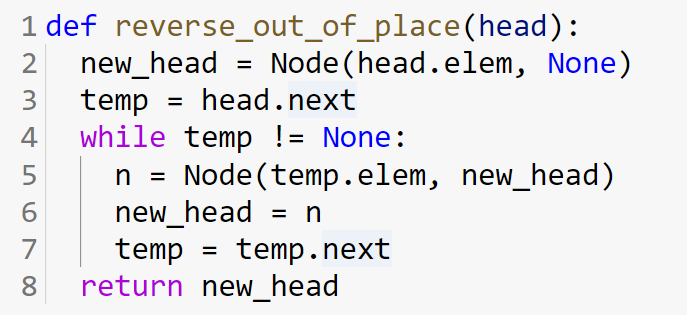 1 def reverse_out_of_place(head):
2   new_head = Node(head.elem, None)
3   temp = head.next
4   while temp != None:
5     n = Node(temp.elem, new_head)
6     new_head = n
7     temp = temp.next
8   return new_head